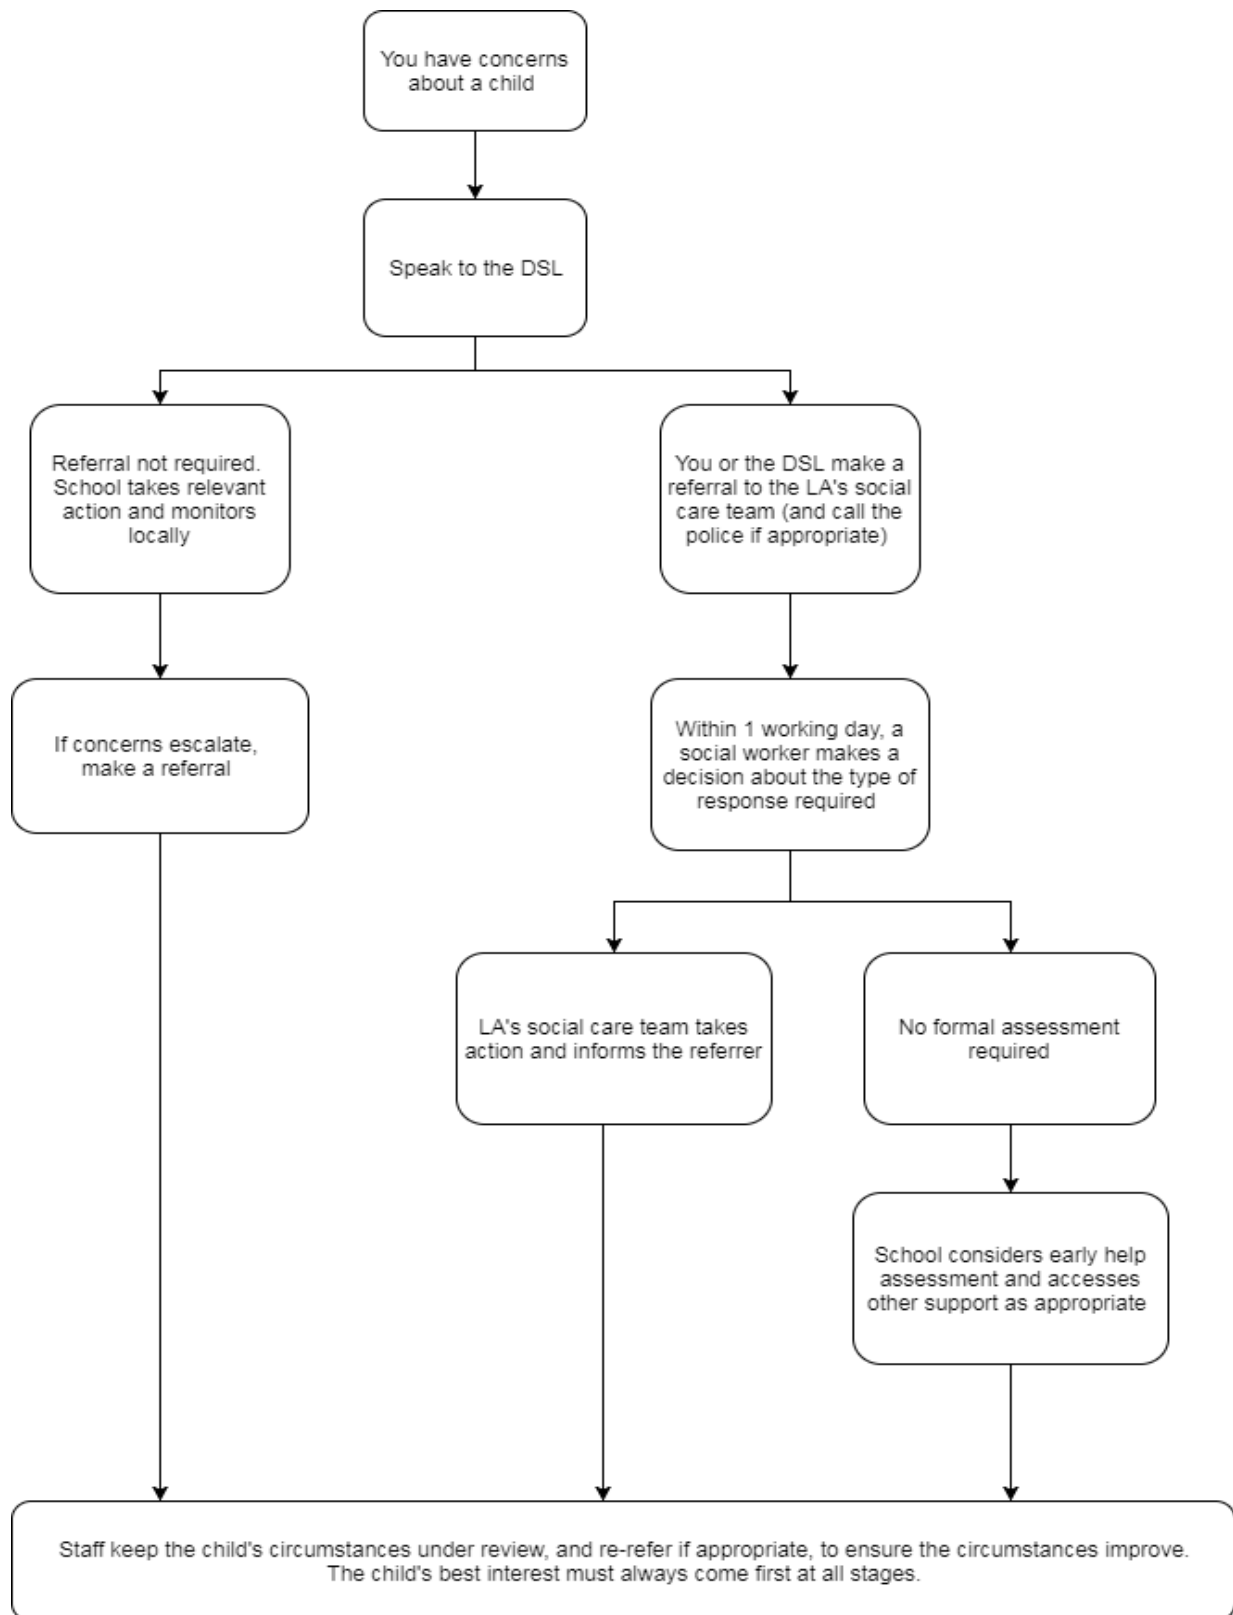 You have concerns
about a child
Speak to the DSL
Referral not required.
School takes relevant
action and monitors
locally
You or the DSL make a
referral to the LA's social
care team (and call the
police if appropriate)
If concerns escalate,
make a referral
Within 1 working day, a
social worker makes a
decision about the type of
response required
LA's social care team takes
action and informs the referrer
No formal assessment
required
School considers early help
assessment and accesses
other support as appropriate
Staff keep the child's circumstances under review, and re-refer if appropriate, to ensure the circumstances improve.
The child's best interest must always come first at all stages.